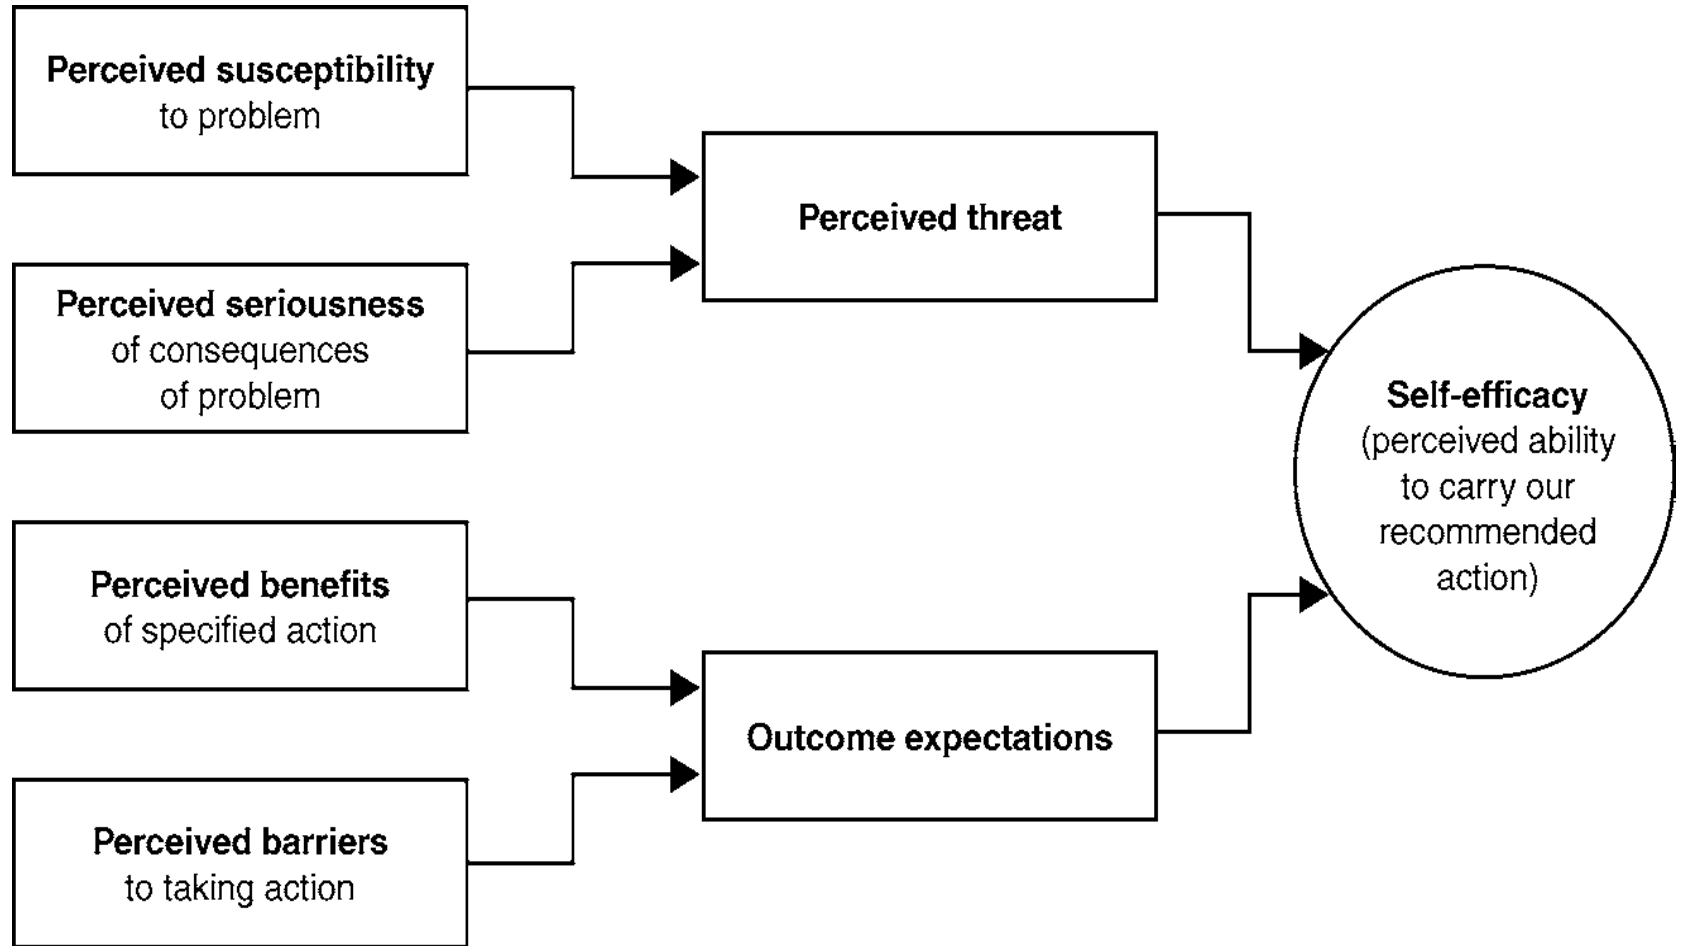 Perceived susceptibility
to problem
Perceived seriousness
of consequences
of problem
Perceived benefits
of specified action
Perceived barriers
to taking action
Perceived threat
Outcome expectations
Self-efficacy
(perceived ability
to carry our
recommended
action)